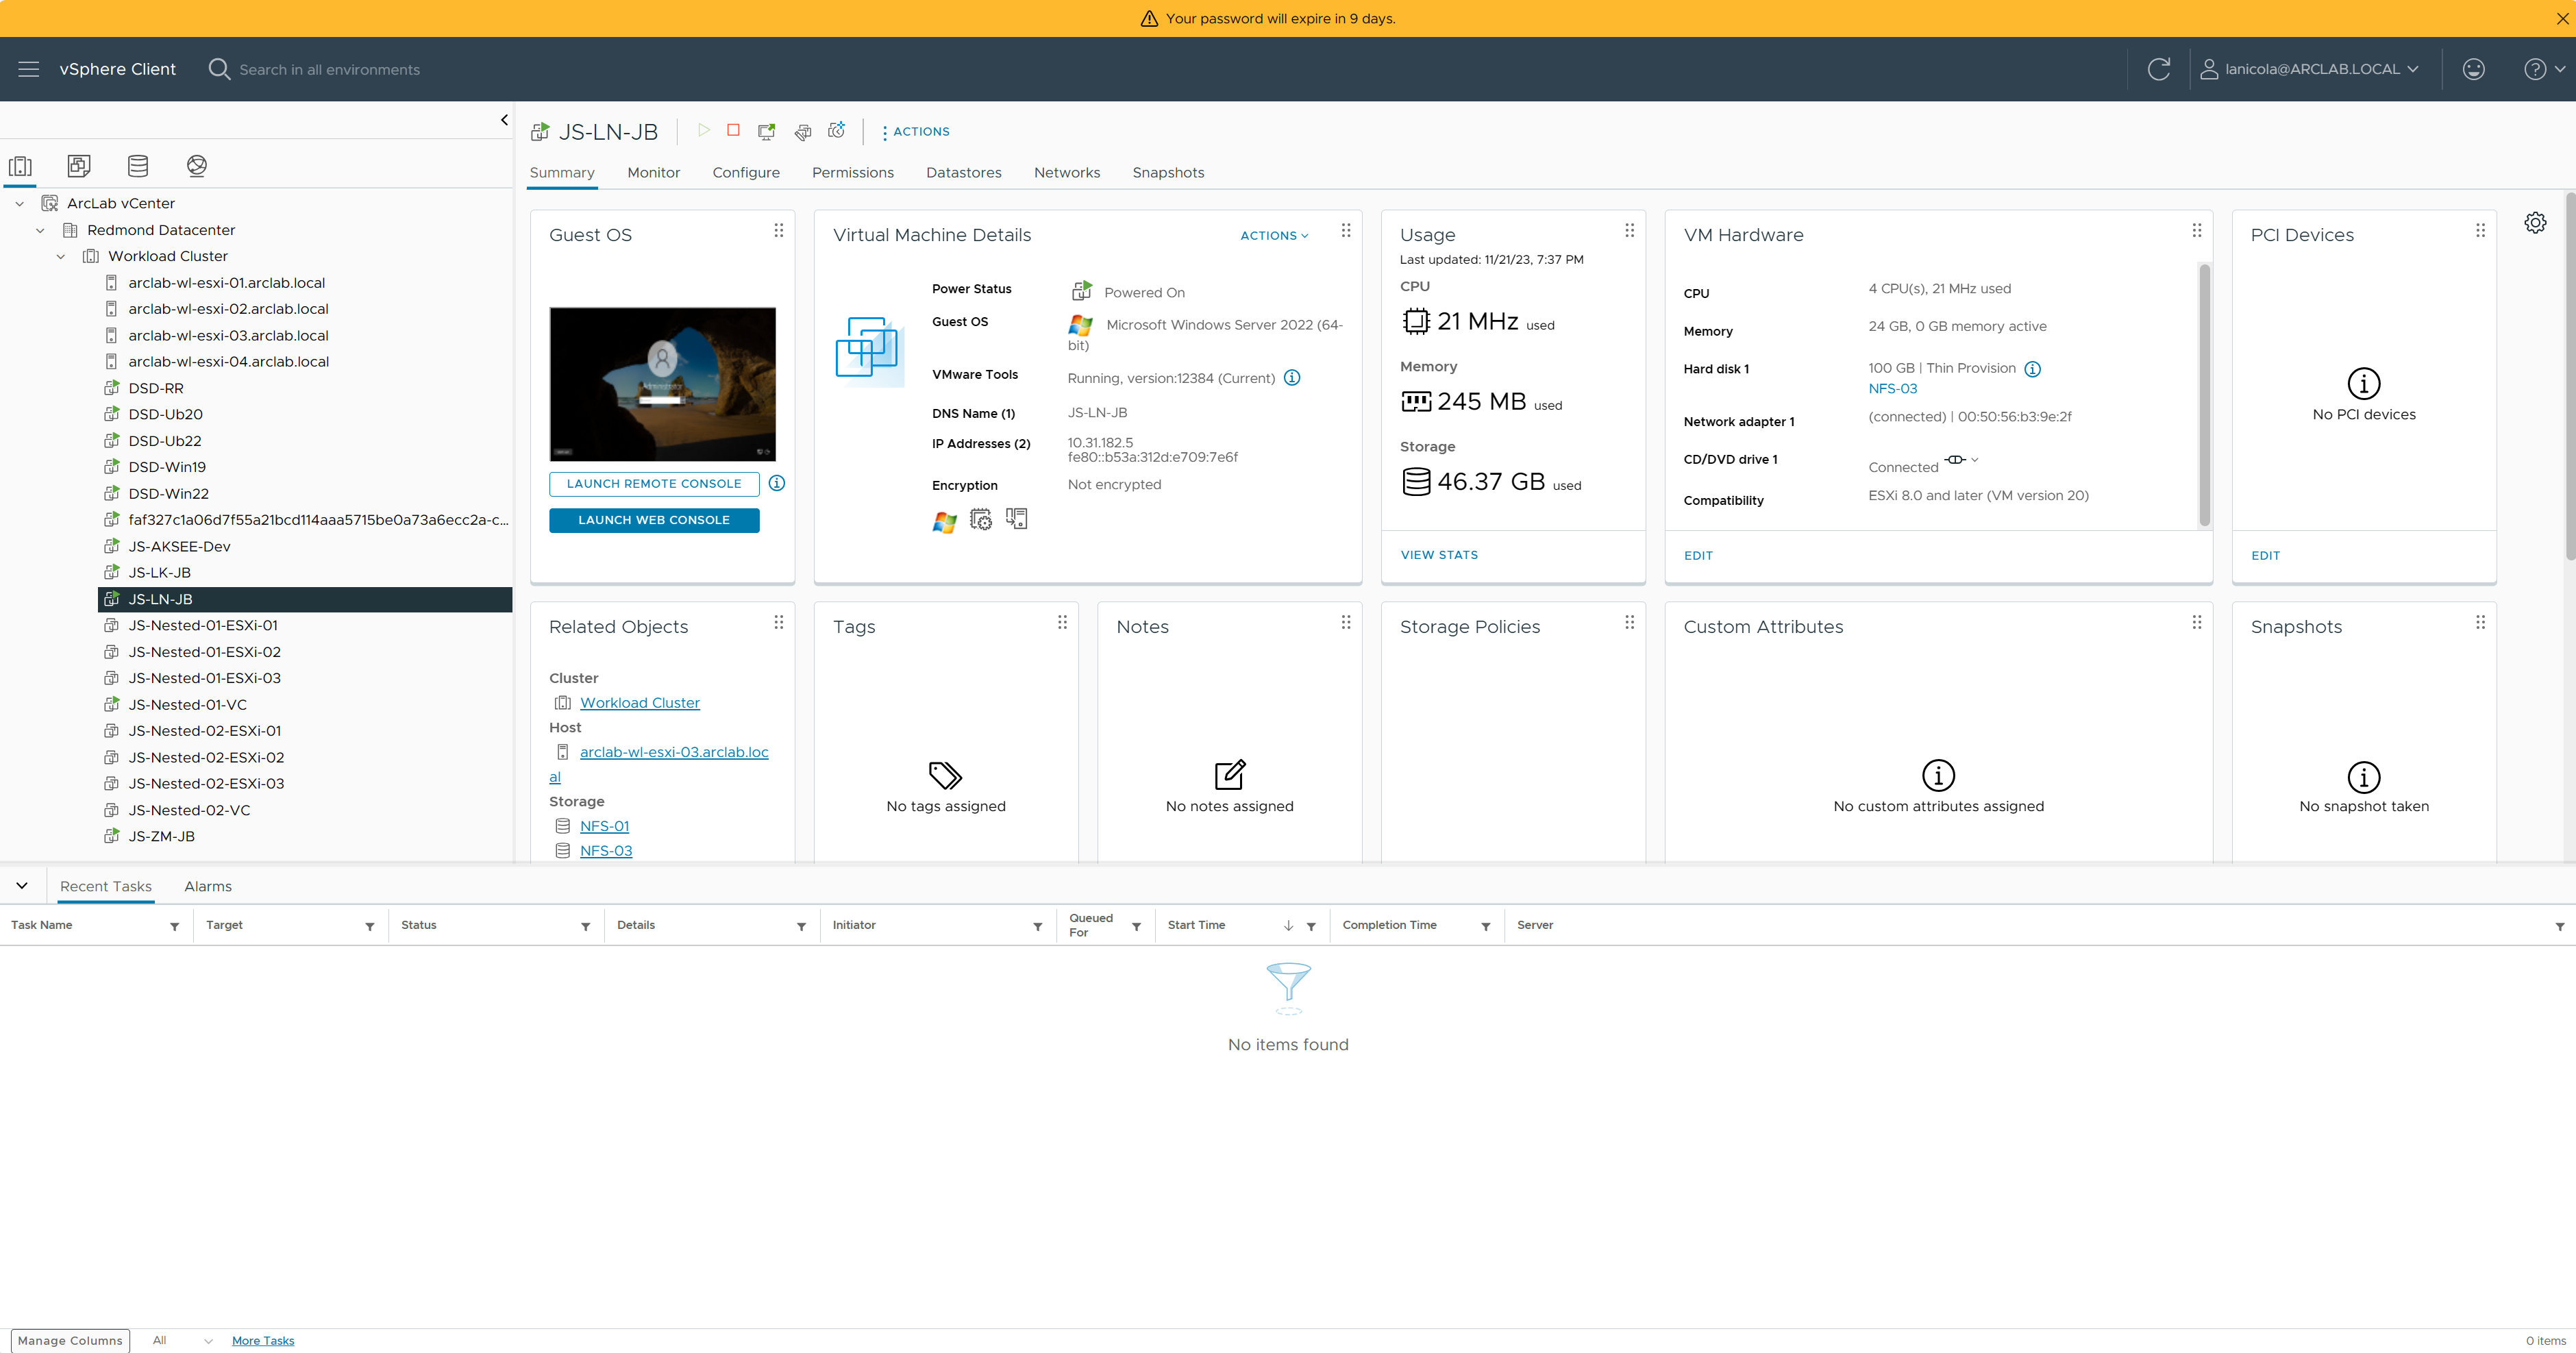 Your password will expire in 9 days.
vSphere Client
Search in all environments
lanicola@ARCLAB.LOCAL
JS-LN-JB
ACTIONS
Summary
Monitor
Configure
Permissions
Datastores
Networks
Snapshots
ArcLab vCenter
Redmond Datacenter
Workload Cluster
arclab-wl-esxi-01.arclab.local
arclab-wl-esxi-02.arclab.local
arclab-wl-esxi-03.arclab.local
arclab-wl-esxi-04.arclab.local
DSD-RR
DSD-Ub20
DSD-Ub22
DSD-Win19
DSD-Win22
faf327c1a06d7f55a21bcd114aaa5715be0a73a6ecc2a-c...
JS-AKSEE-Dev
JS-LK-JB
JS-LN-JB
JS-Nested-01-ESXi-01
JS-Nested-01-ESXi-02
JS-Nested-01-ESXi-03
JS-Nested-01-VC
JS-Nested-02-ESXi-01
JS-Nested-02-ESXi-02
JS-Nested-02-ESXi-03
JS-Nested-02-VC
JS-ZM-JB
Guest OS
Administrator
LAUNCH REMOTE CONSOLE
LAUNCH WEB CONSOLE
Virtual Machine Details
ACTIONS
Power Status
Powered On
Guest OS
Microsoft Windows Server 2022 (64-
bit)
VMware Tools
Running, version:12384 (Current)
DNS Name (1)
JS-LN-JB
IP Addresses (2)
10.31.182.5
fe80::b53a:312d:e709:7e6f
Encryption
Not encrypted
Usage
Last updated: 11/21/23, 7:37 PM
CPU
21 MHz used
Memory
245 MB used
Storage
46.37 GB used
VIEW STATS
VM Hardware
CPU
4 CPU(s), 21 MHz used
Memory
24 GB, 0 GB memory active
Hard disk 1
100 GB | Thin Provision
NFS-03
Network adapter 1
(connected) | 00:50:56:b3:9e:2f
CD/DVD drive 1
Connected
Compatibility
ESXi 8.0 and later (VM version 20)
EDIT
PCI Devices
No PCI devices
EDIT
Related Objects
Cluster
Workload Cluster
Host
arclab-wl-esxi-03.arclab.loc
al
Storage
NFS-01
NFS-03
Tags
No tags assigned
Notes
No notes assigned
Storage Policies
Custom Attributes
No custom attributes assigned
Snapshots
No snapshot taken
Recent Tasks
Alarms
Task Name
Target
Status
Details
Initiator
Queued
For
Start Time
Completion Time
Server
No items found
Manage Columns
All
More Tasks
0 items